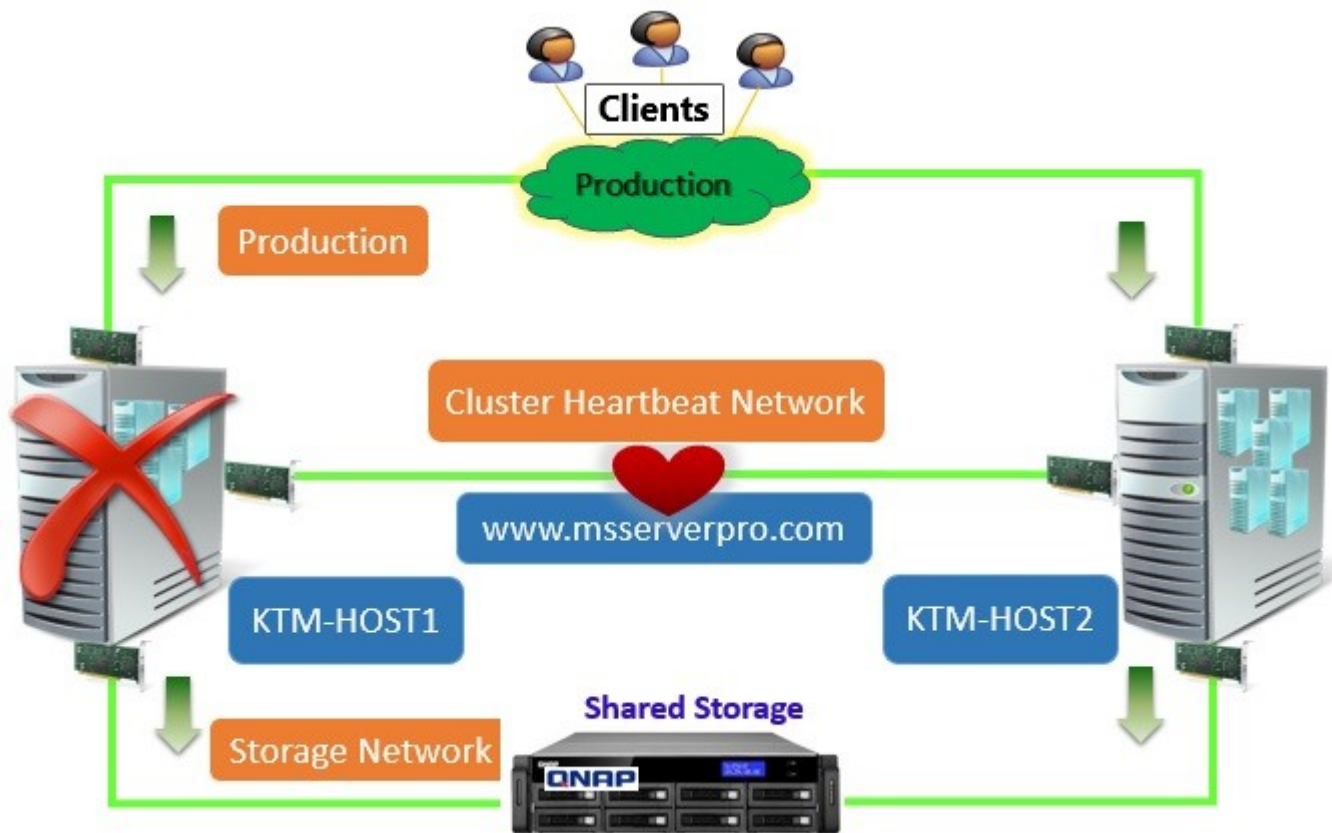 Clients
Production
Production
Cluster Heartbeat Network
www.msserverpro.com
KTM-HOST1
KTM-HOST2
Shared Storage
Storage Network
QNAP